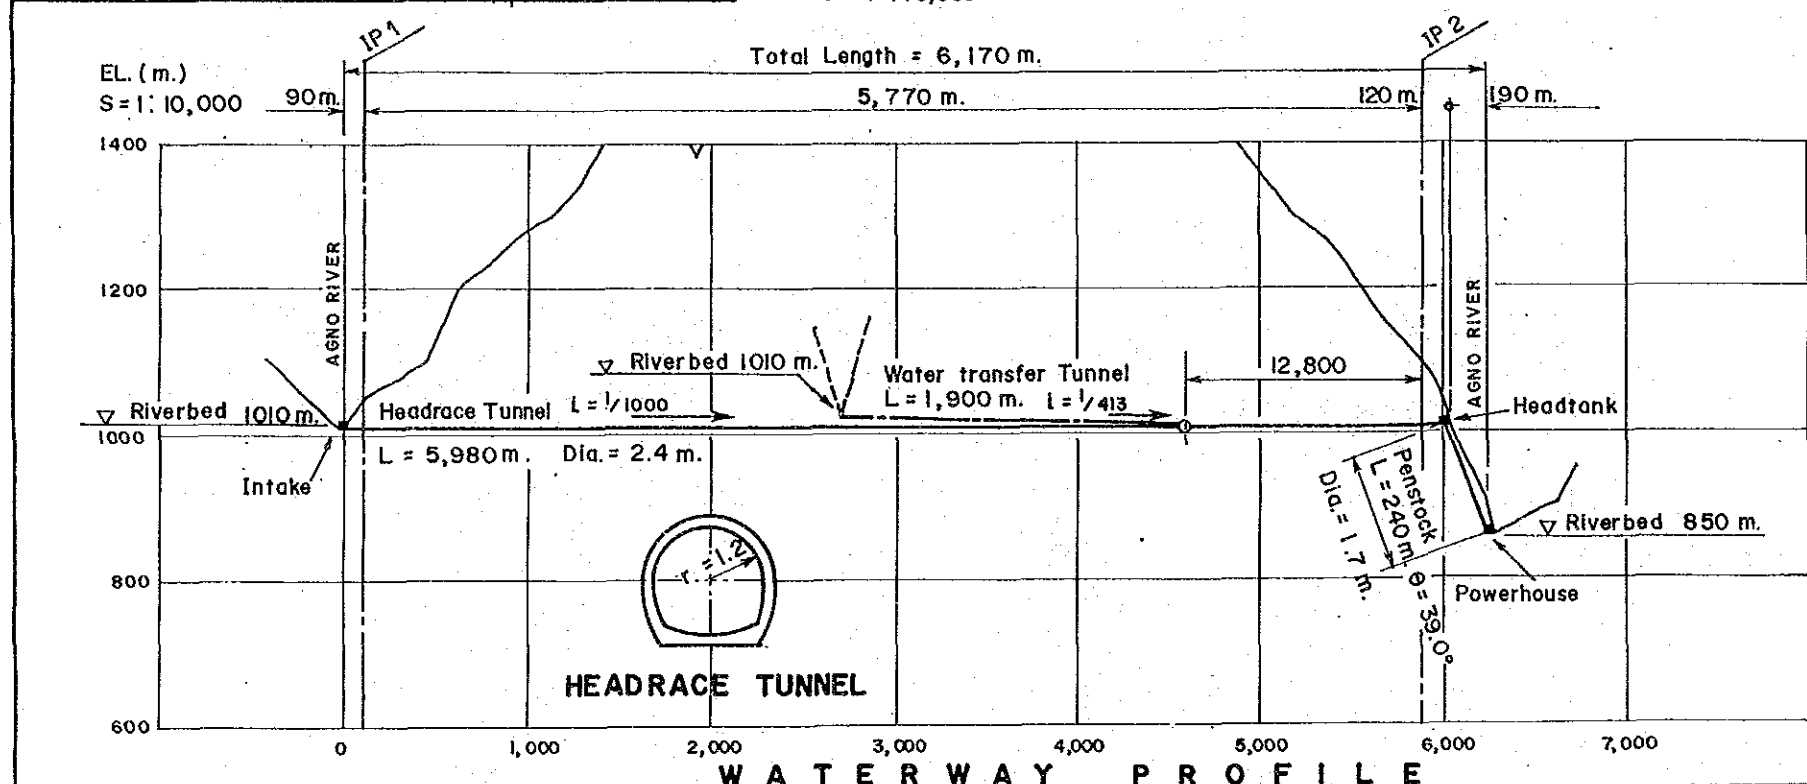 IP 1
IP 2
Total Length = 6,170 m.
EL. (m.)
S = 1: 10,000
90m.
5,770 m.
120 m
190 m.
1400
1200
1000
800
600
AGNO RIVER
AGNO RIVER
Riverbed 1010 m.
Riverbed 1010 m.
Water transfer Tunnel
L = 1,900 m. i = 1/413
12,800
Headrace Tunnel i = 1/1000
L = 5,980 m. Dia. = 2.4 m.
Intake
Headtank
Penstock
L = 240 m
Dia. = 1.7 m.
θ = 39.0°
Riverbed 850 m.
Powerhouse
r. = 1.2
HEADRACE TUNNEL
0 1,000 2,000 3,000 4,000 5,000 6,000 7,000
WATERWAY PROFILE